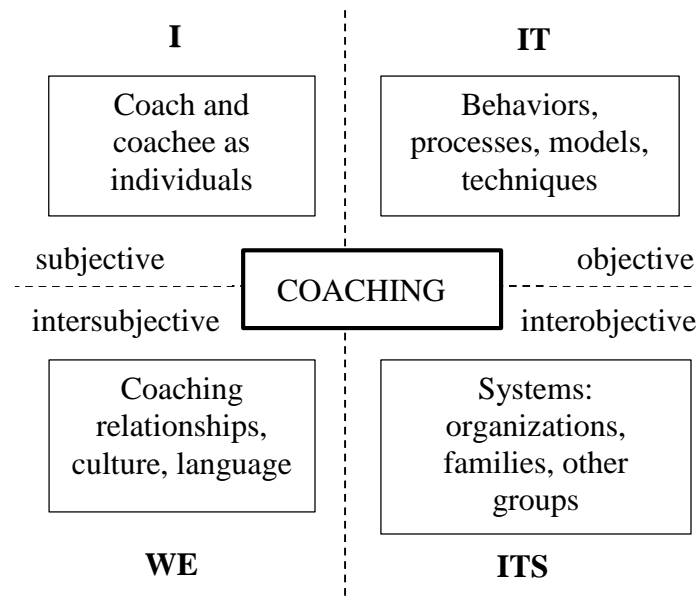 I
IT
Coach and
coachee as
individuals
Behaviors,
processes, models,
techniques
subjective
objective
COACHING
intersubjective
interobjective
Coaching
relationships,
culture, language
Systems:
organizations,
families, other
groups
WE
ITS